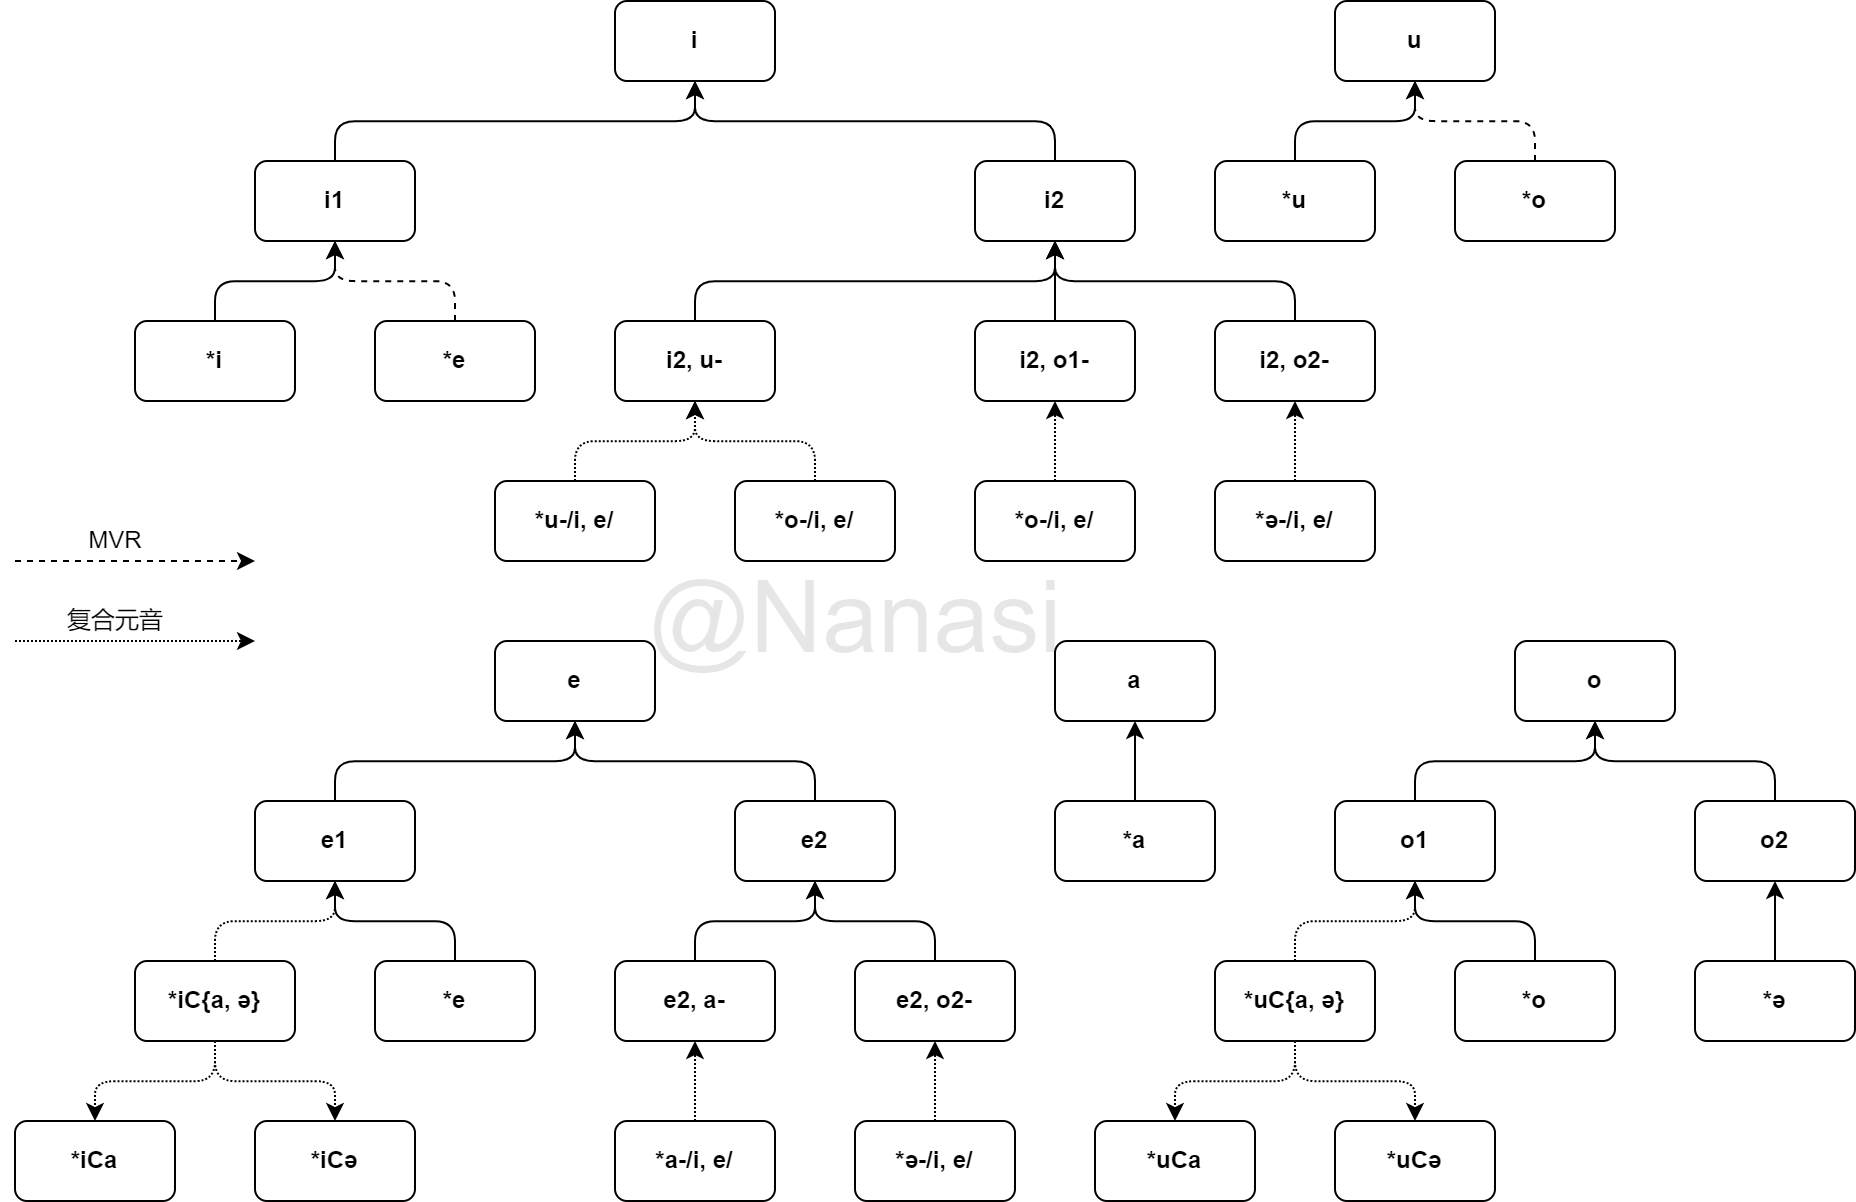 i
u
i1
i2
*u
*o
*i
*e
i2, u-
i2, o1-
i2, o2-
*u-/i, e/
*o-/i, e/
*o-/i, e/
*ə-/i, e/
MVR
复合元音
@Nanasi
e
a
o
e1
e2
*a
o1
o2
*iC{a, ə}
*e
e2, a-
e2, o2-
*uC{a, ə}
*o
*ə
*iCa
*iCə
*a-/i, e/
*ə-/i, e/
*uCa
*uCə